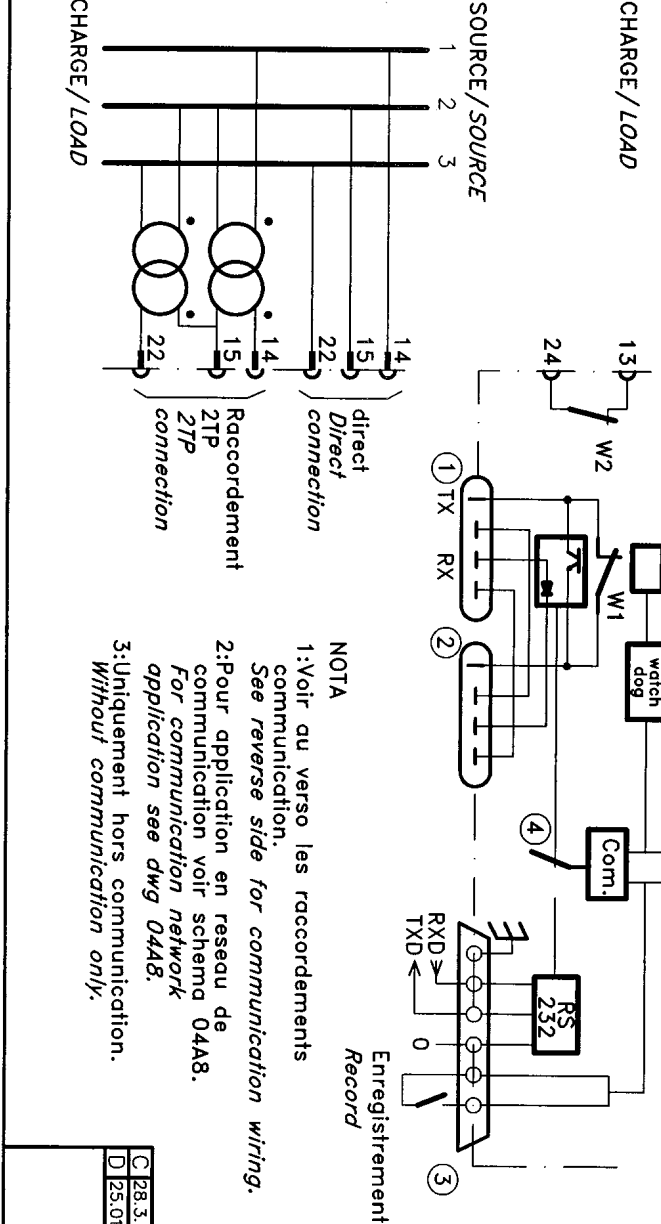 CHARGE/LOAD
SOURCE/SOURCE
1
2
3
CHARGE/LOAD
14
15
22
direct
Direct
connection
14
15
22
Raccordement
2TP
2TP
connection
13
24
W2
W1
watch
dog
1
TX
RX
2
4
Com.
RS
232
RXD
TXD
0
3
Enregistrement
Record
NOTA
1:Voir au verso les raccordements
communication.
See reverse side for communication wiring.
2:Pour application en reseau de
communication voir schema 04A8.
For communication network
application see dwg 04A8.
3:Uniquement hors communication.
Without communication only.
C 28.3.
D 25.01